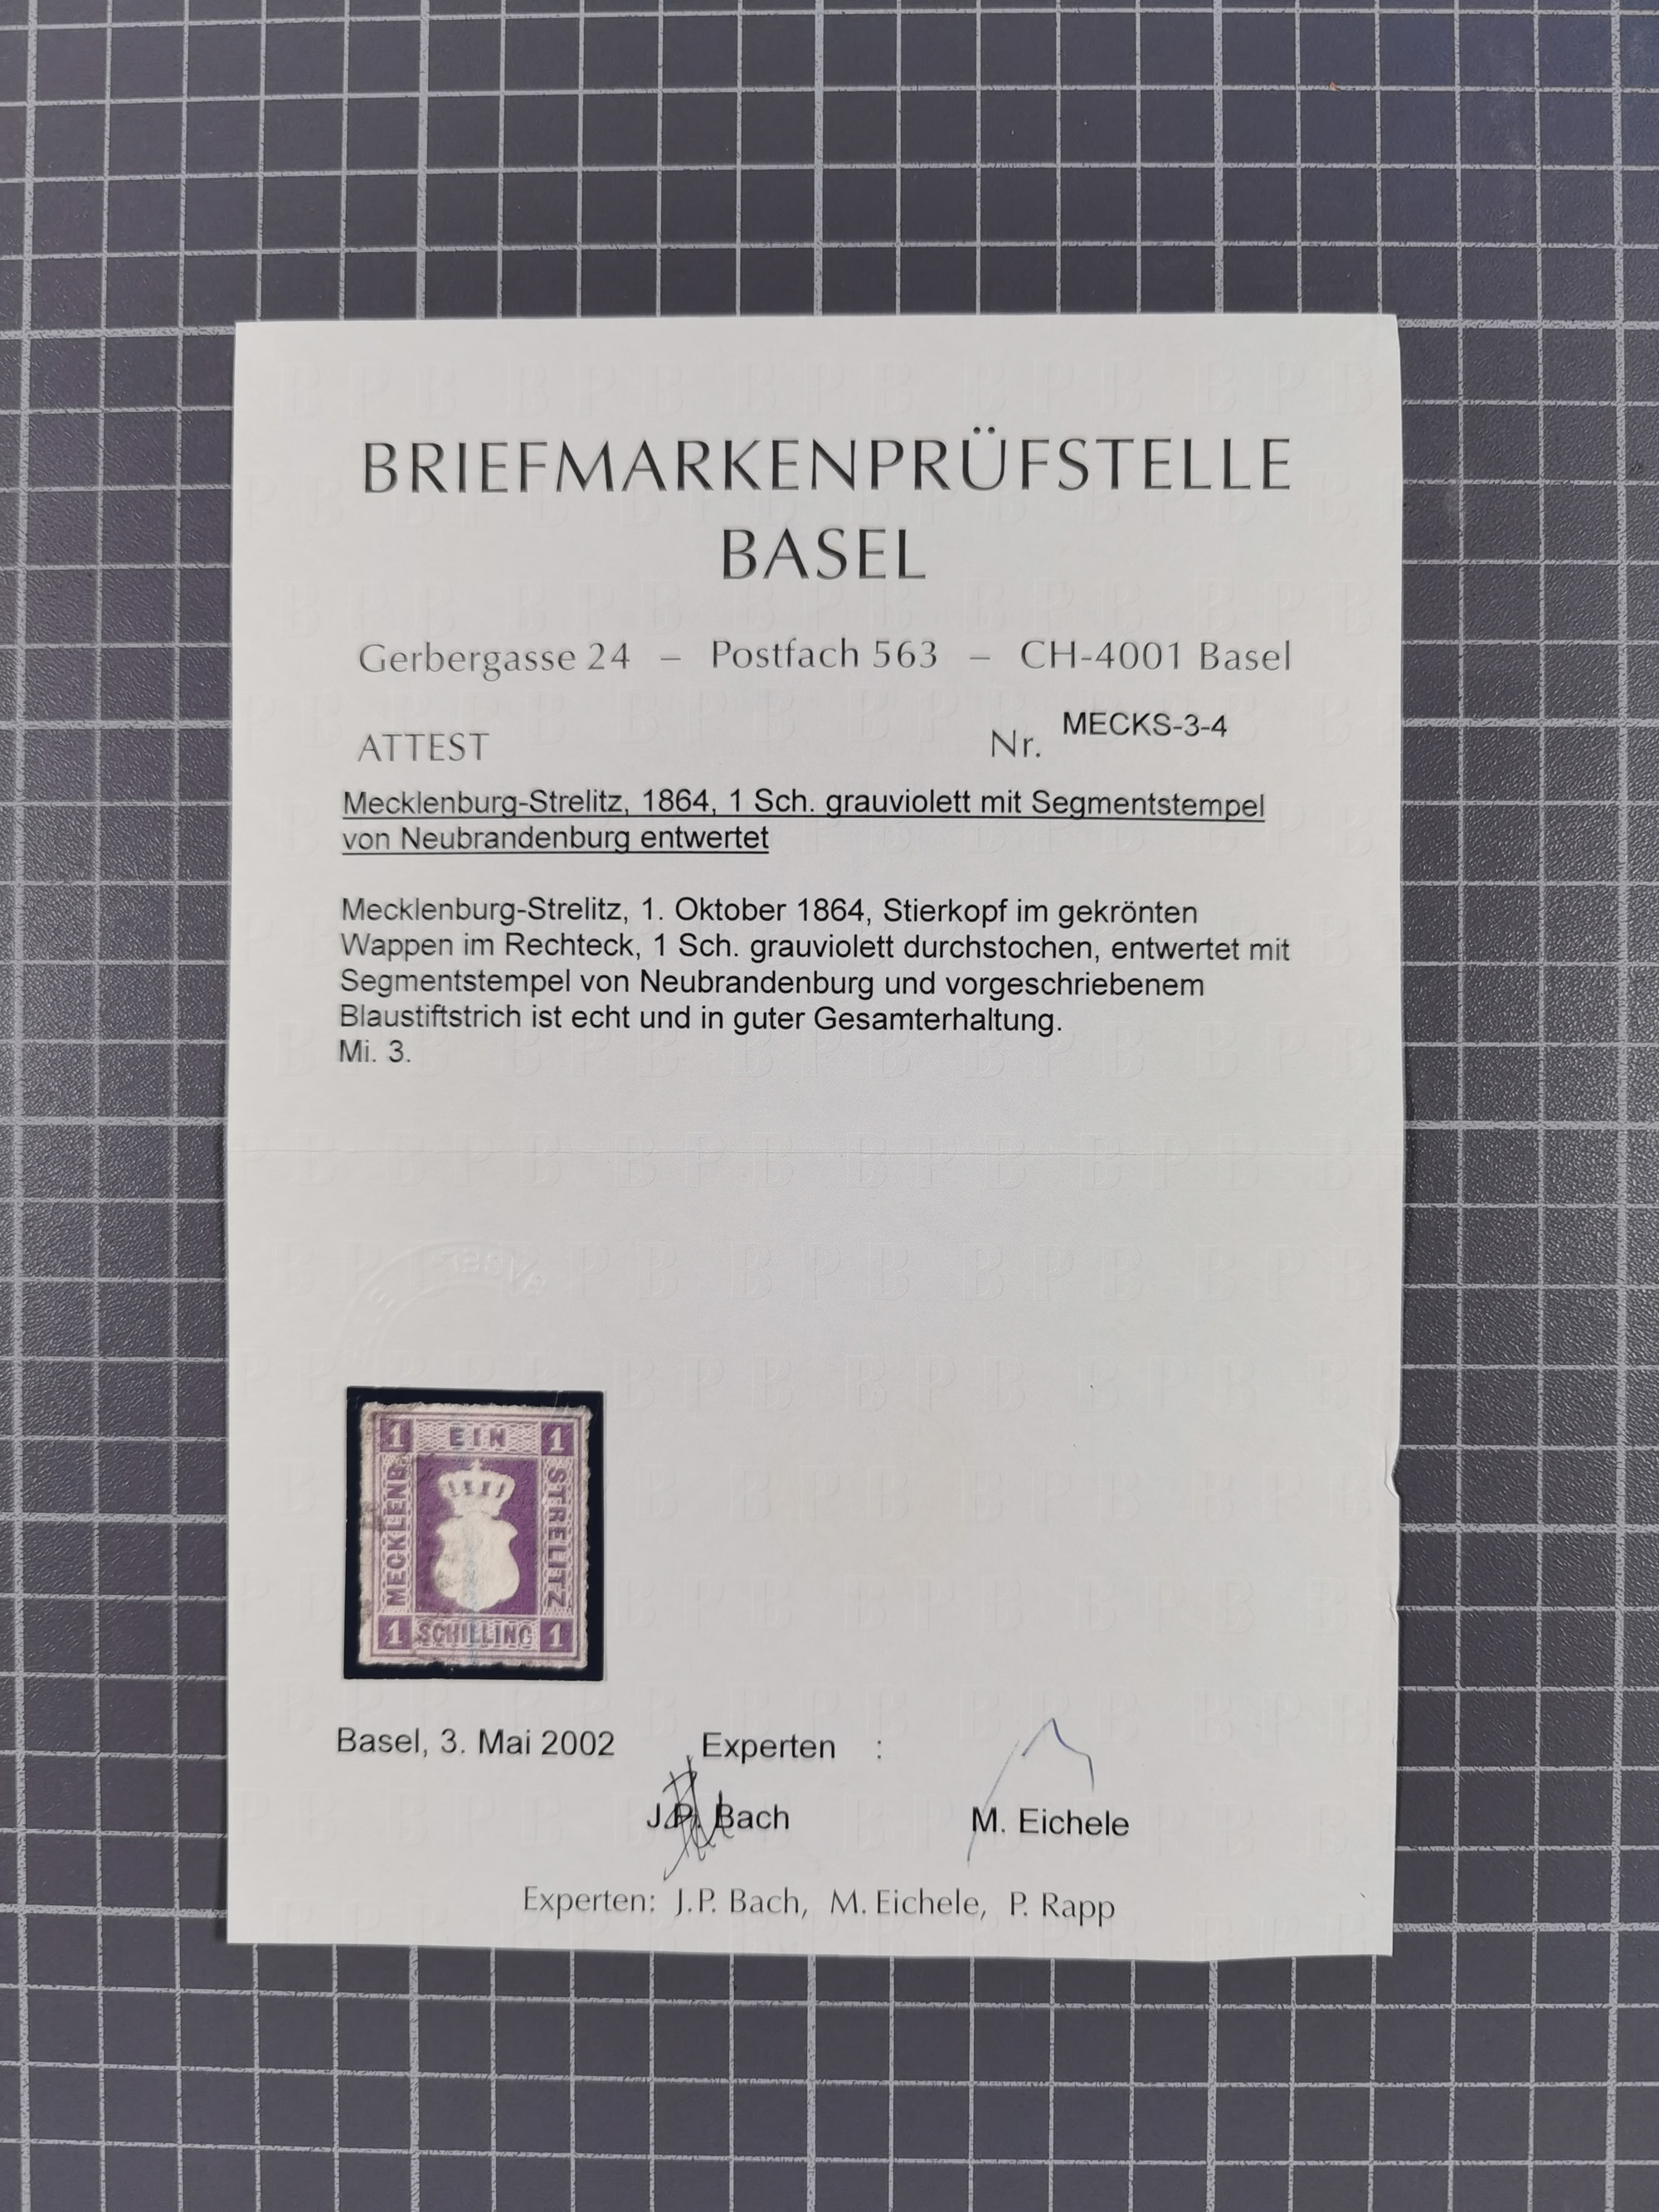 BRIEFMARKENPRÜFSTELLE
BASEL
Gerbergasse 24 – Postfach 563 – CH-4001 Basel
ATTEST Nr. MECKS-3-4
Mecklenburg-Strelitz, 1864, 1 Sch. grauviolett mit Segmentstempel
von Neubrandenburg entwertet
Mecklenburg-Strelitz, 1. Oktober 1864, Stierkopf im gekrönten
Wappen im Rechteck, 1 Sch. grauviolett durchstochen, entwertet mit
Segmentstempel von Neubrandenburg und vorgeschriebenem
Blaustiftstrich ist echt und in guter Gesamterhaltung.
Mi. 3.
1 EIN 1
MECKLENB.
STRELITZ
1 SCHILLING 1
Basel, 3. Mai 2002 Experten :
J.P. Bach M. Eichele
Experten: J.P. Bach, M. Eichele, P. Rapp